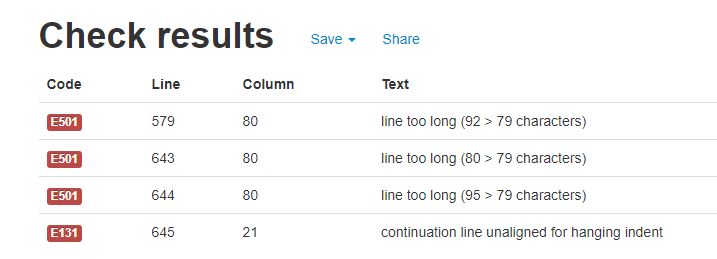 Check results Save Share
Code Line Column Text
E501 579 80 line too long (92 > 79 characters)
E501 643 80 line too long (80 > 79 characters)
E501 644 80 line too long (95 > 79 characters)
E131 645 21 continuation line unaligned for hanging indent